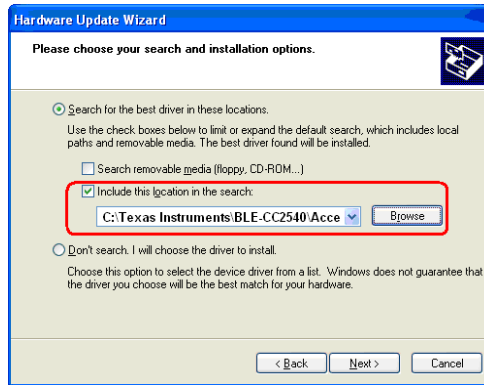 Hardware Update Wizard
Please choose your search and installation options.
Search for the best driver in these locations.
Use the check boxes below to limit or expand the default search, which includes local
paths and removable media. The best driver found will be installed.
Search removable media (floppy, CD-ROM...)
Include this location in the search:
C:\Texas Instruments\BLE-CC2540\Acce
Browse
Don't search. I will choose the driver to install.
Choose this option to select the device driver from a list. Windows does not guarantee that
the driver you choose will be the best match for your hardware.
< Back
Next >
Cancel